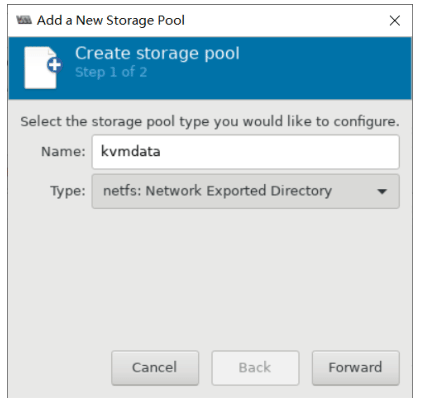 Add a New Storage Pool
Create storage pool
Step 1 of 2
Select the storage pool type you would like to configure.
Name: kvmdata
Type: netfs: Network Exported Directory
Cancel Back Forward